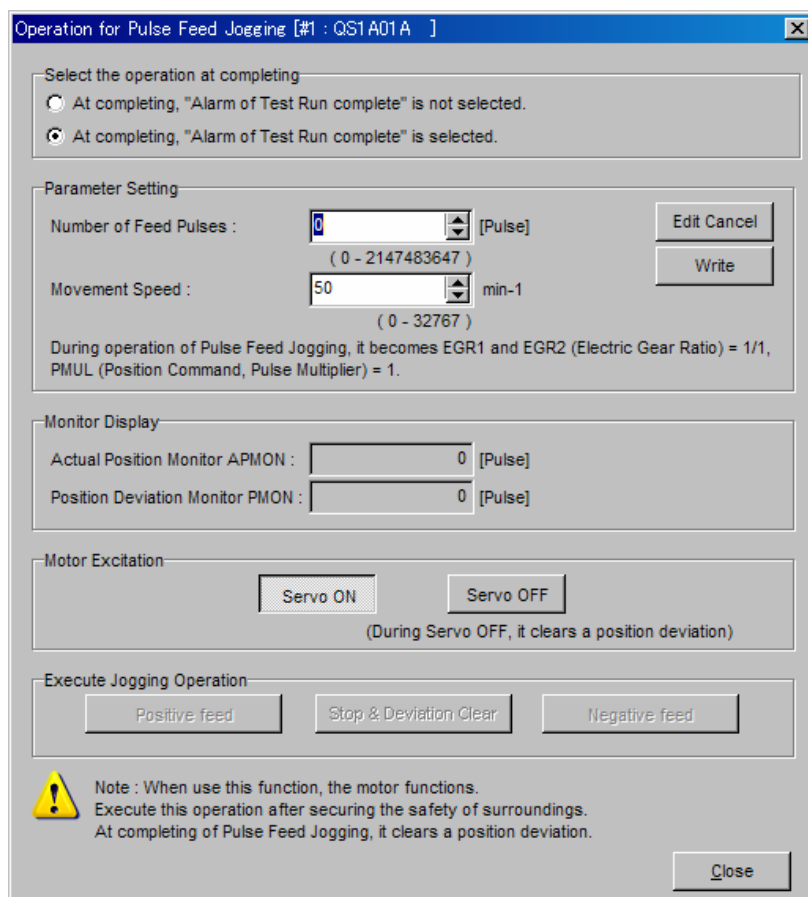 Operation for Pulse Feed Jogging [#1 : QS1A01A ]
Select the operation at completing
At completing, "Alarm of Test Run complete" is not selected.
At completing, "Alarm of Test Run complete" is selected.
Parameter Setting
Number of Feed Pulses : 0 [Pulse] Edit Cancel
( 0 - 2147483647 )
Write
Movement Speed : 50 min-1
( 0 - 32767 )
During operation of Pulse Feed Jogging, it becomes EGR1 and EGR2 (Electric Gear Ratio) = 1/1,
PMUL (Position Command, Pulse Multiplier) = 1.
Monitor Display
Actual Position Monitor APMON : 0 [Pulse]
Position Deviation Monitor PMON : 0 [Pulse]
Motor Excitation
Servo ON Servo OFF
(During Servo OFF, it clears a position deviation)
Execute Jogging Operation
Positive feed Stop & Deviation Clear Negative feed
Note : When use this function, the motor functions.
Execute this operation after securing the safety of surroundings.
At completing of Pulse Feed Jogging, it clears a position deviation.
Close